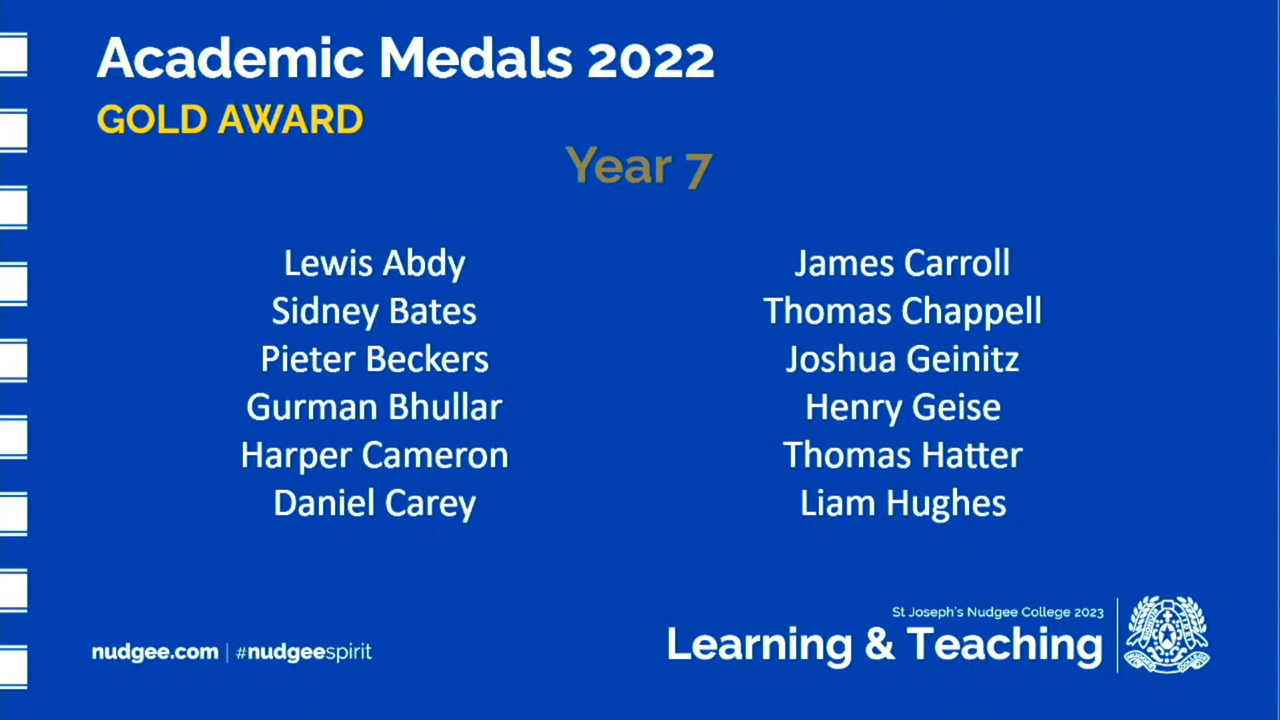 Academic Medals 2022
GOLD AWARD
Year 7
Lewis Abdy
Sidney Bates
Pieter Beckers
Gurman Bhullar
Harper Cameron
Daniel Carey
James Carroll
Thomas Chappell
Joshua Geinitz
Henry Geise
Thomas Hatter
Liam Hughes
nudgee.com | #nudgeespirit
St Joseph's Nudgee College 2023
Learning & Teaching